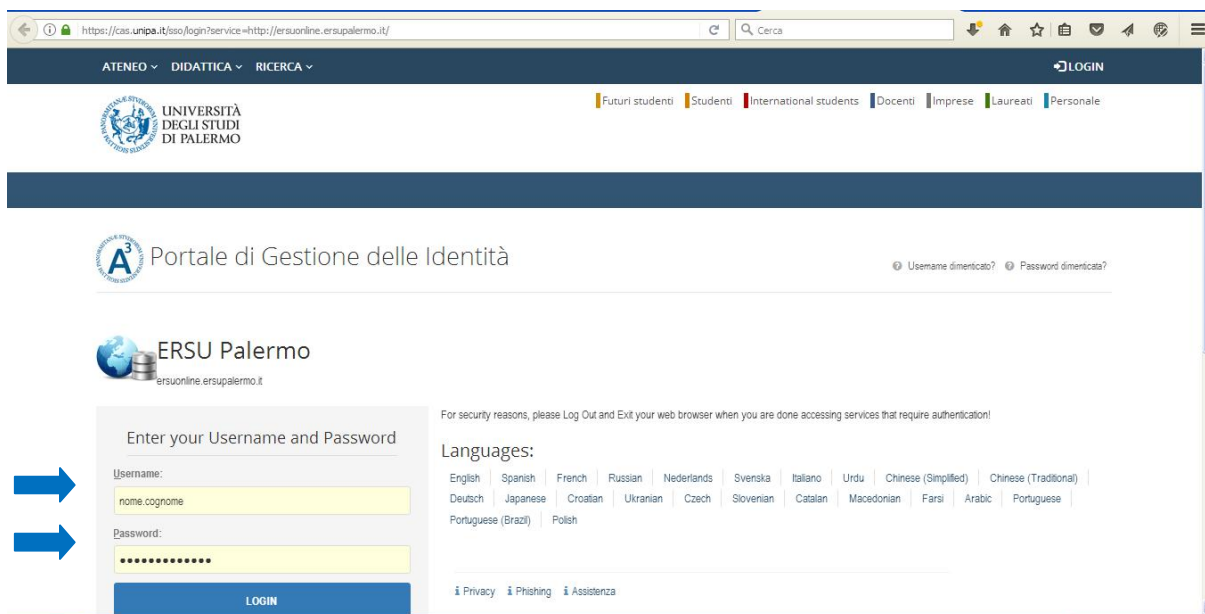 https://cas.unipa.it/sso/login?service=http://ersuonline.ersupalermo.it/
Cerca
ATENEO DIDATTICA RICERCA LOGIN
UNIVERSITÀ
DEGLI STUDI
DI PALERMO
Futuri studenti Studenti International students Docenti Imprese Laureati Personale
A3 Portale di Gestione delle Identità
Username dimenticato? Password dimenticata?
ERSU Palermo
ersuonline.ersupalermo.it
For security reasons, please Log Out and Exit your web browser when you are done accessing services that require authentication!
Enter your Username and Password
Username:
nome.cognome
Password:
•••••••••••••
LOGIN
Languages:
English Spanish French Russian Nederlands Svenska Italiano Urdu Chinese (Simplified) Chinese (Traditional)
Deutsch Japanese Croatian Ukranian Czech Slovenian Catalan Macedonian Farsi Arabic Portuguese
Portuguese (Brazil) Polish
i Privacy i Phishing i Assistenza